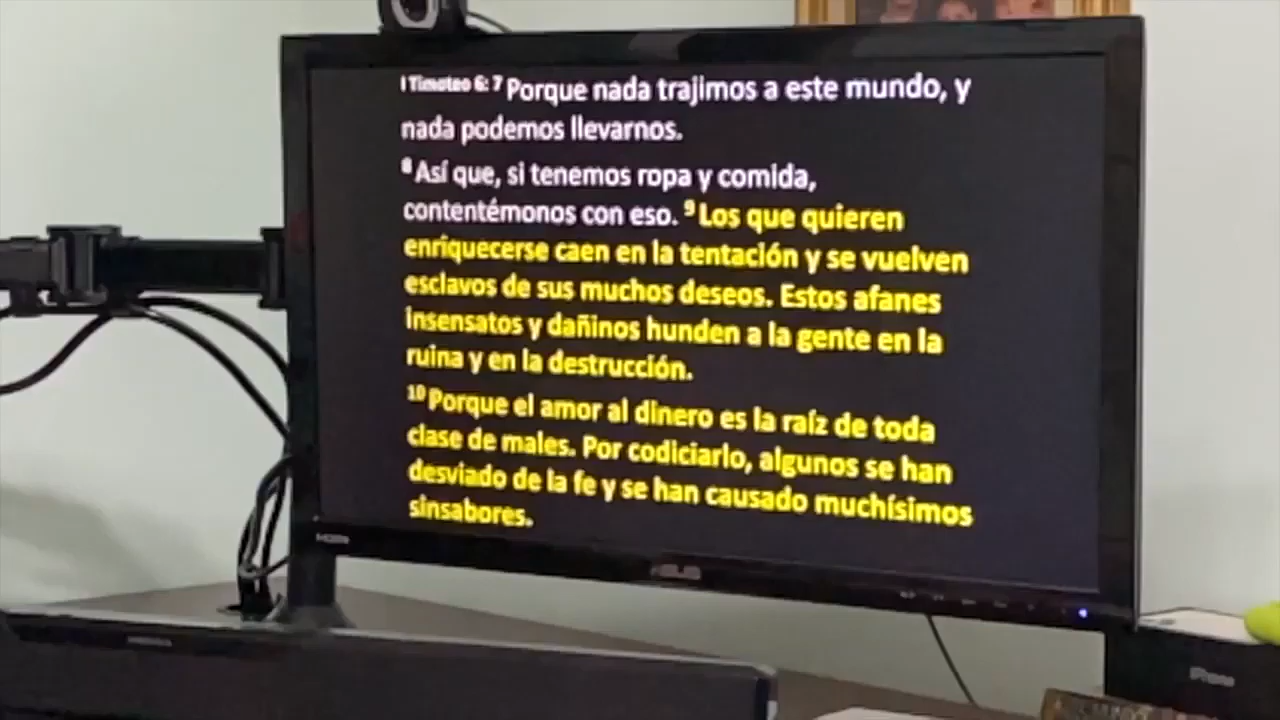 I Timoteo 6: 7 Porque nada trajimos a este mundo, y
nada podemos llevarnos.
8 Así que, si tenemos ropa y comida,
contentémonos con eso. 9 Los que quieren
enriquecerse caen en la tentación y se vuelven
esclavos de sus muchos deseos. Estos afanes
insensatos y dañinos hunden a la gente en la
ruina y en la destrucción.
10 Porque el amor al dinero es la raíz de toda
clase de males. Por codiciarlo, algunos se han
desviado de la fe y se han causado muchísimos
sinsabores.
HDMI
ASUS